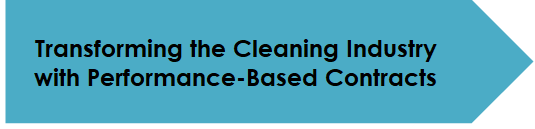 Transforming the Cleaning Industry
with Performance-Based Contracts